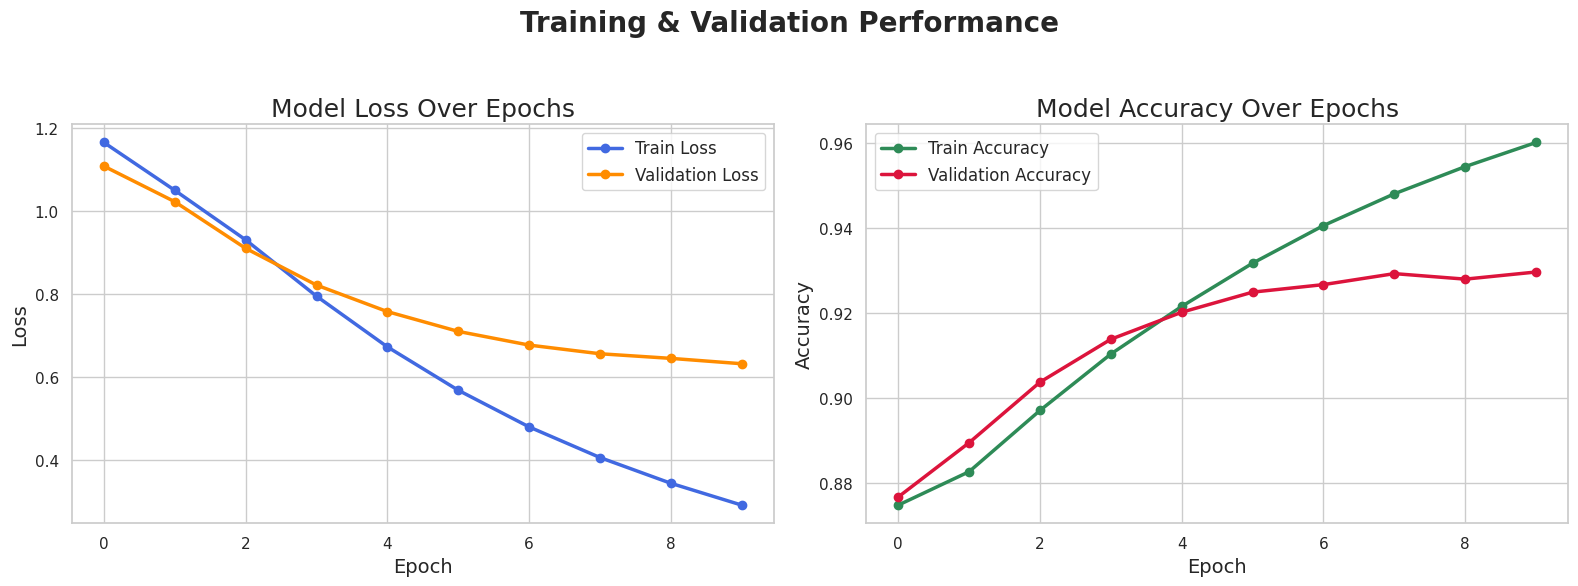 Training & Validation Performance
Model Loss Over Epochs
Train Loss
Validation Loss
1.2
1.0
0.8
0.6
0.4
Loss
0
2
4
6
8
Epoch
Model Accuracy Over Epochs
Train Accuracy
Validation Accuracy
0.96
0.94
0.92
0.90
0.88
Accuracy
0
2
4
6
8
Epoch